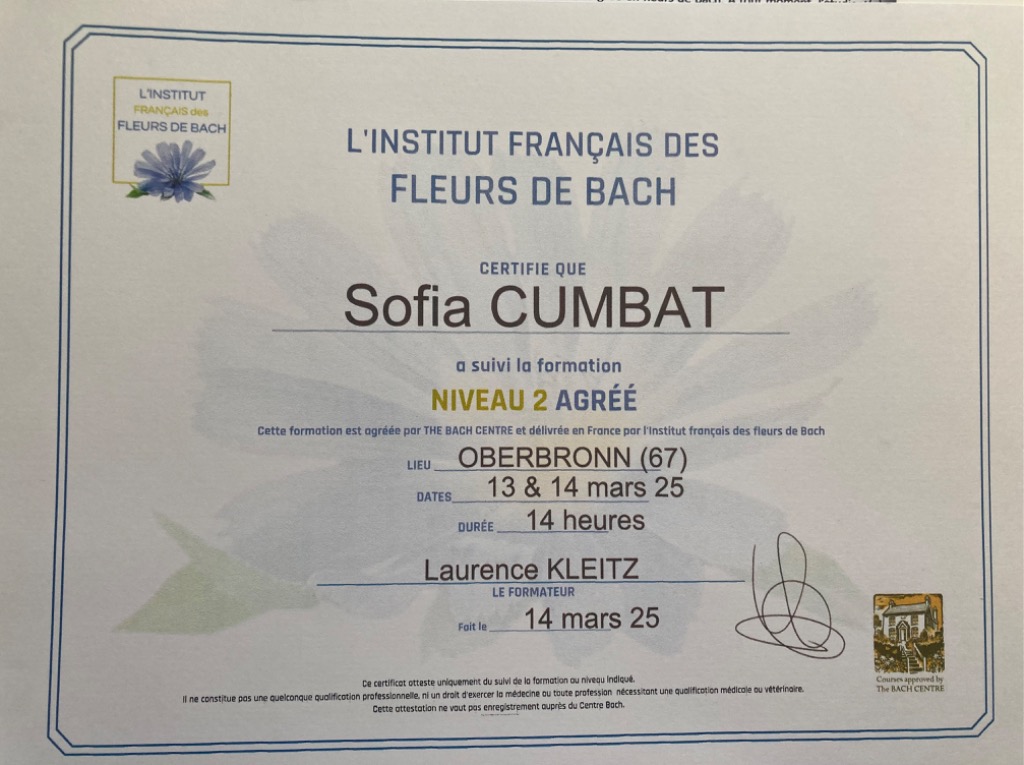 L'INSTITUT
FRANÇAIS des
FLEURS DE BACH
L'INSTITUT FRANÇAIS DES
FLEURS DE BACH
CERTIFIE QUE
Sofia CUMBAT
a suivi la formation
NIVEAU 2 AGRÉÉ
Cette formation est agréée par THE BACH CENTRE et délivrée en France par l'Institut français des fleurs de Bach
LIEU OBERBRONN (67)
DATES 13 & 14 mars 25
DURÉE 14 heures
Laurence KLEITZ
LE FORMATEUR
Fait le 14 mars 25
Courses approved by
The BACH CENTRE
Ce certificat atteste uniquement du suivi de la formation au niveau indiqué.
Il ne constitue pas une quelconque qualification professionnelle, ni un droit d'exercer la médecine ou toute profession nécessitant une qualification médicale ou vétérinaire.
Cette attestation ne vaut pas enregistrement auprès du Centre Bach.